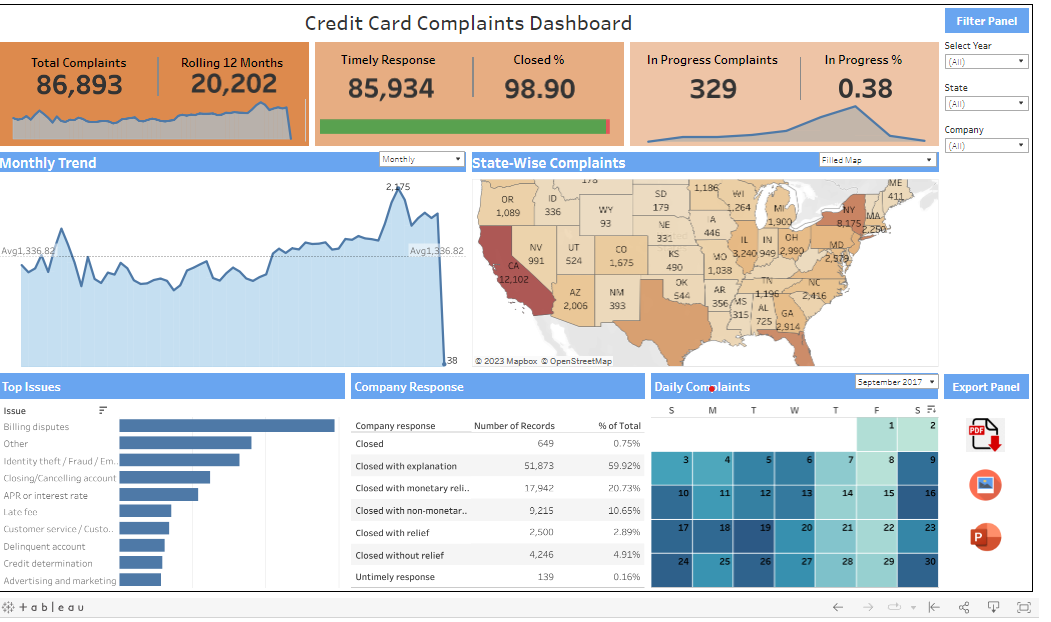 Credit Card Complaints Dashboard
Filter Panel
Total Complaints
86,893
Rolling 12 Months
20,202
Timely Response
85,934
Closed %
98.90
In Progress Complaints
329
In Progress %
0.38
Select Year
(All)
State
(All)
Company
(All)
Monthly Trend
Monthly
2,175
Avg1,336.82
Avg1,336.82
38
State-Wise Complaints
Filled Map
OR
1,089
ID
336
178
WY
93
SD
179
1,186
WI
1,264
MI
1,900
NY
8,175
ME
411
MA
2,250
NV
991
UT
524
CO
1,675
NE
331
IA
446
IL
3,240
IN
949
OH
2,990
MD
2,579
CA
12,102
AZ
2,006
NM
393
KS
490
OK
544
MO
1,038
AR
356
MS
315
AL
725
TN
1,196
NC
2,416
GA
2,914
© 2023 Mapbox © OpenStreetMap
Top Issues
Issue
Billing disputes
Other
Identity theft / Fraud / Em..
Closing/Cancelling account
APR or interest rate
Late fee
Customer service / Custo..
Delinquent account
Credit determination
Advertising and marketing
Company Response
Company response Number of Records % of Total
Closed 649 0.75%
Closed with explanation 51,873 59.92%
Closed with monetary reli.. 17,942 20.73%
Closed with non-monetar.. 9,215 10.65%
Closed with relief 2,500 2.89%
Closed without relief 4,246 4.91%
Untimely response 139 0.16%
Daily Complaints
September 2017
S M T W T F S
1 2
3 4 5 6 7 8 9
10 11 12 13 14 15 16
17 18 19 20 21 22 23
24 25 26 27 28 29 30
Export Panel
PDF
P
+ a b l e a u